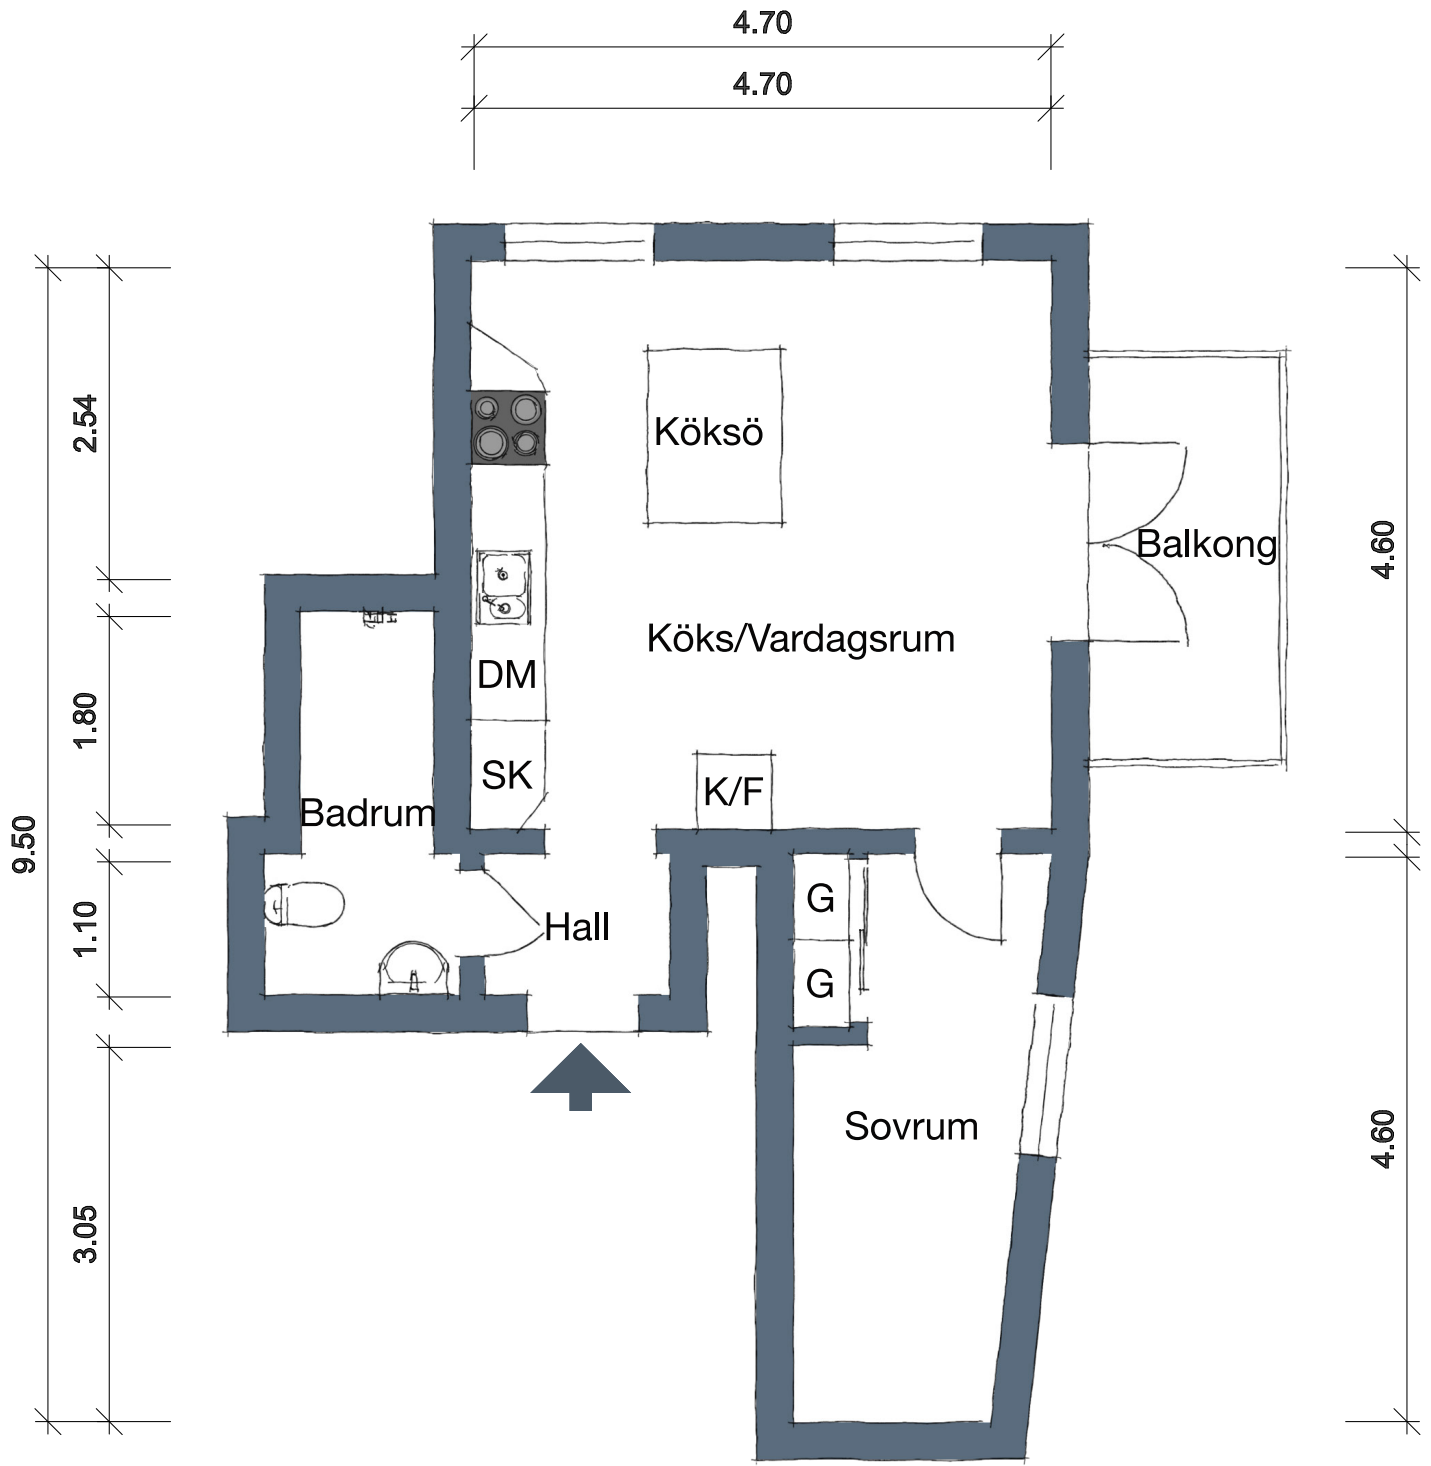 4.70
4.70
2.54
1.80
9.50
1.10
3.05
4.60
4.60
Köksö
Balkong
Köks/Vardagsrum
DM
SK
K/F
Badrum
G
Hall
G
Sovrum